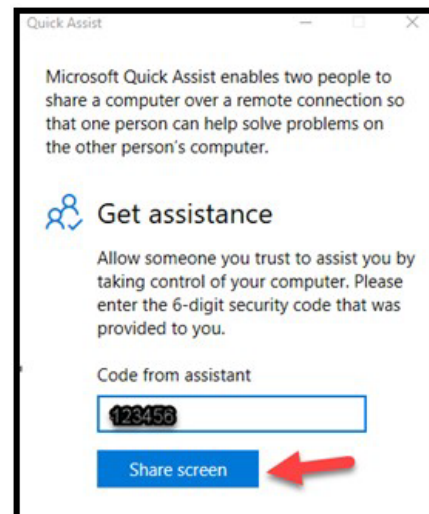 Quick Assist
Microsoft Quick Assist enables two people to
share a computer over a remote connection so
that one person can help solve problems on
the other person's computer.
Get assistance
Allow someone you trust to assist you by
taking control of your computer. Please
enter the 6-digit security code that was
provided to you.
Code from assistant
123456
Share screen